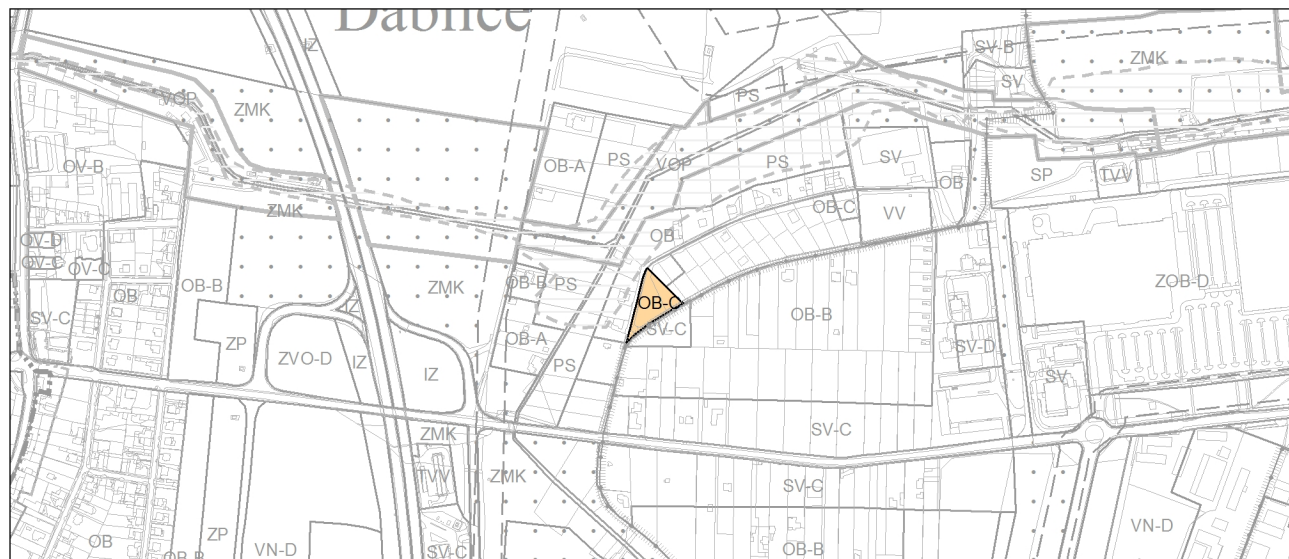 Ďáblice
IZ
SV-B
ZMK
SV
VOP
ZMK
PS
OV-B
OB-A
PS
VOP
PS
SV
OB
SP
TVV
ZMK
OB-C
VV
OV-D
OV-C
OV-C
OB
OB-B
ZMK
OB-B
PS
OB
ZOB-D
IZ
OB-C
OB-B
SV-C
ZP
ZVO-D
IZ
IZ
OB-A
PS
SV-C
SV-D
SV
ZMK
SV-C
TVV
ZMK
SV-C
OB
ZP
OB-B
VN-D
SV-C
OB-B
VN-D